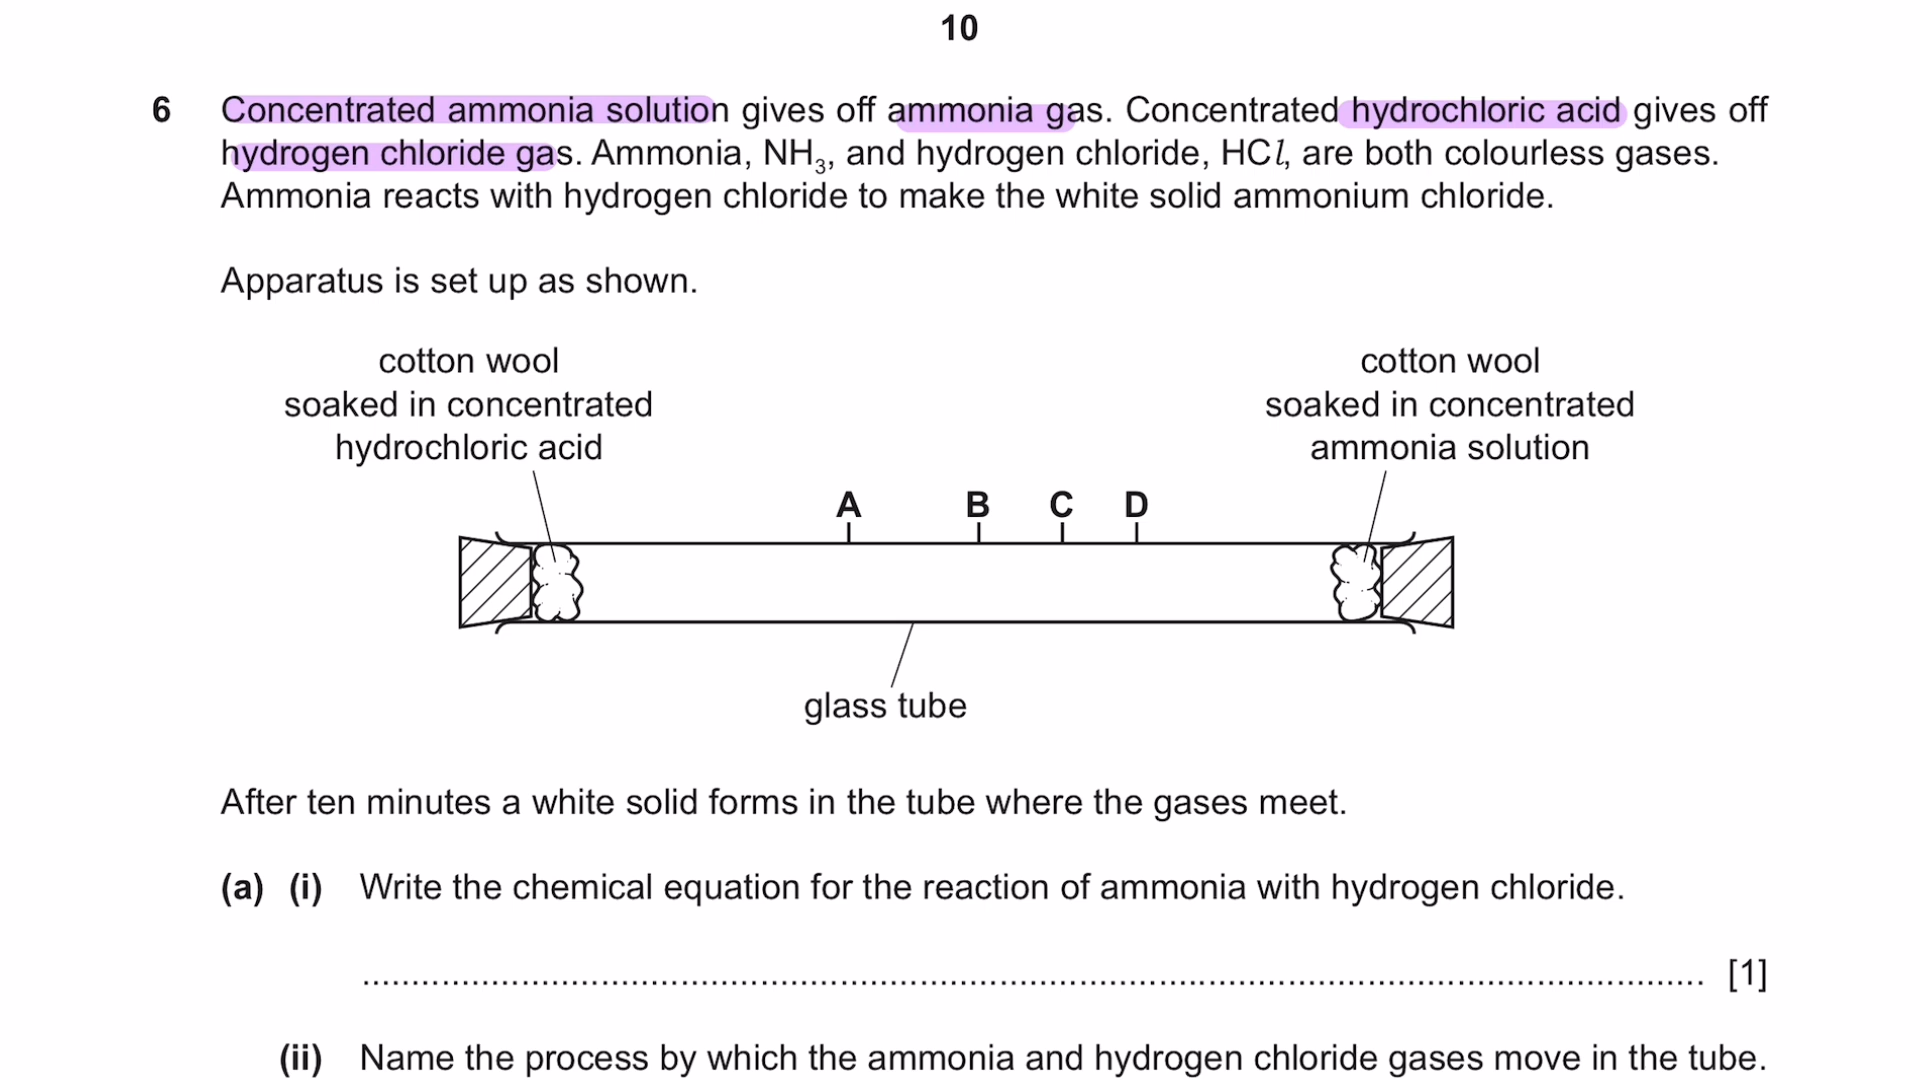 10
6 Concentrated ammonia solution gives off ammonia gas. Concentrated hydrochloric acid gives off
hydrogen chloride gas. Ammonia, NH₃, and hydrogen chloride, HCl, are both colourless gases.
Ammonia reacts with hydrogen chloride to make the white solid ammonium chloride.
Apparatus is set up as shown.
cotton wool
soaked in concentrated
hydrochloric acid
cotton wool
soaked in concentrated
ammonia solution
A B C D
glass tube
After ten minutes a white solid forms in the tube where the gases meet.
(a) (i) Write the chemical equation for the reaction of ammonia with hydrogen chloride.
.................................................................................................................................. [1]
(ii) Name the process by which the ammonia and hydrogen chloride gases move in the tube.